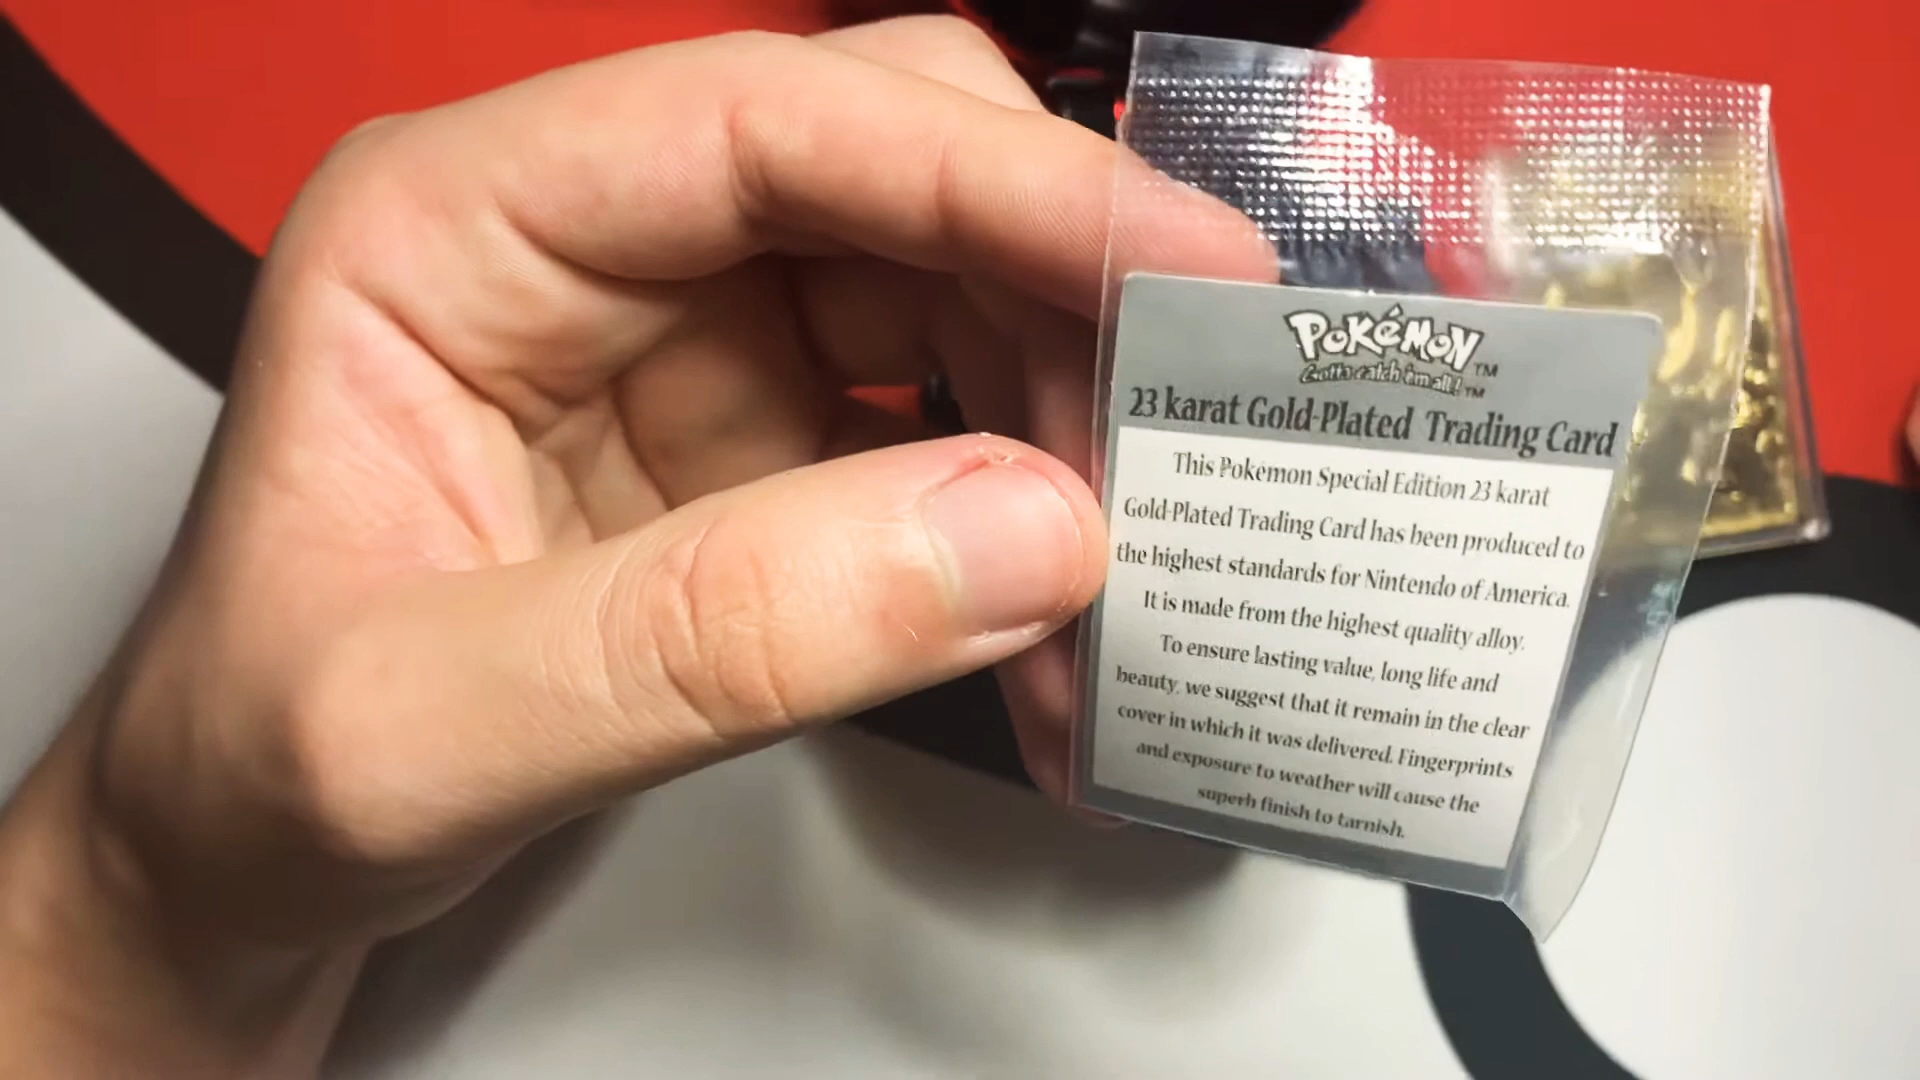 POKéMON™
Gotta catch 'em all!™
23 karat Gold-Plated Trading Card
This Pokémon Special Edition 23 karat
Gold-Plated Trading Card has been produced to
the highest standards for Nintendo of America.
It is made from the highest quality alloy.
To ensure lasting value, long life and
beauty, we suggest that it remain in the clear
cover in which it was delivered. Fingerprints
and exposure to weather will cause the
superb finish to tarnish.